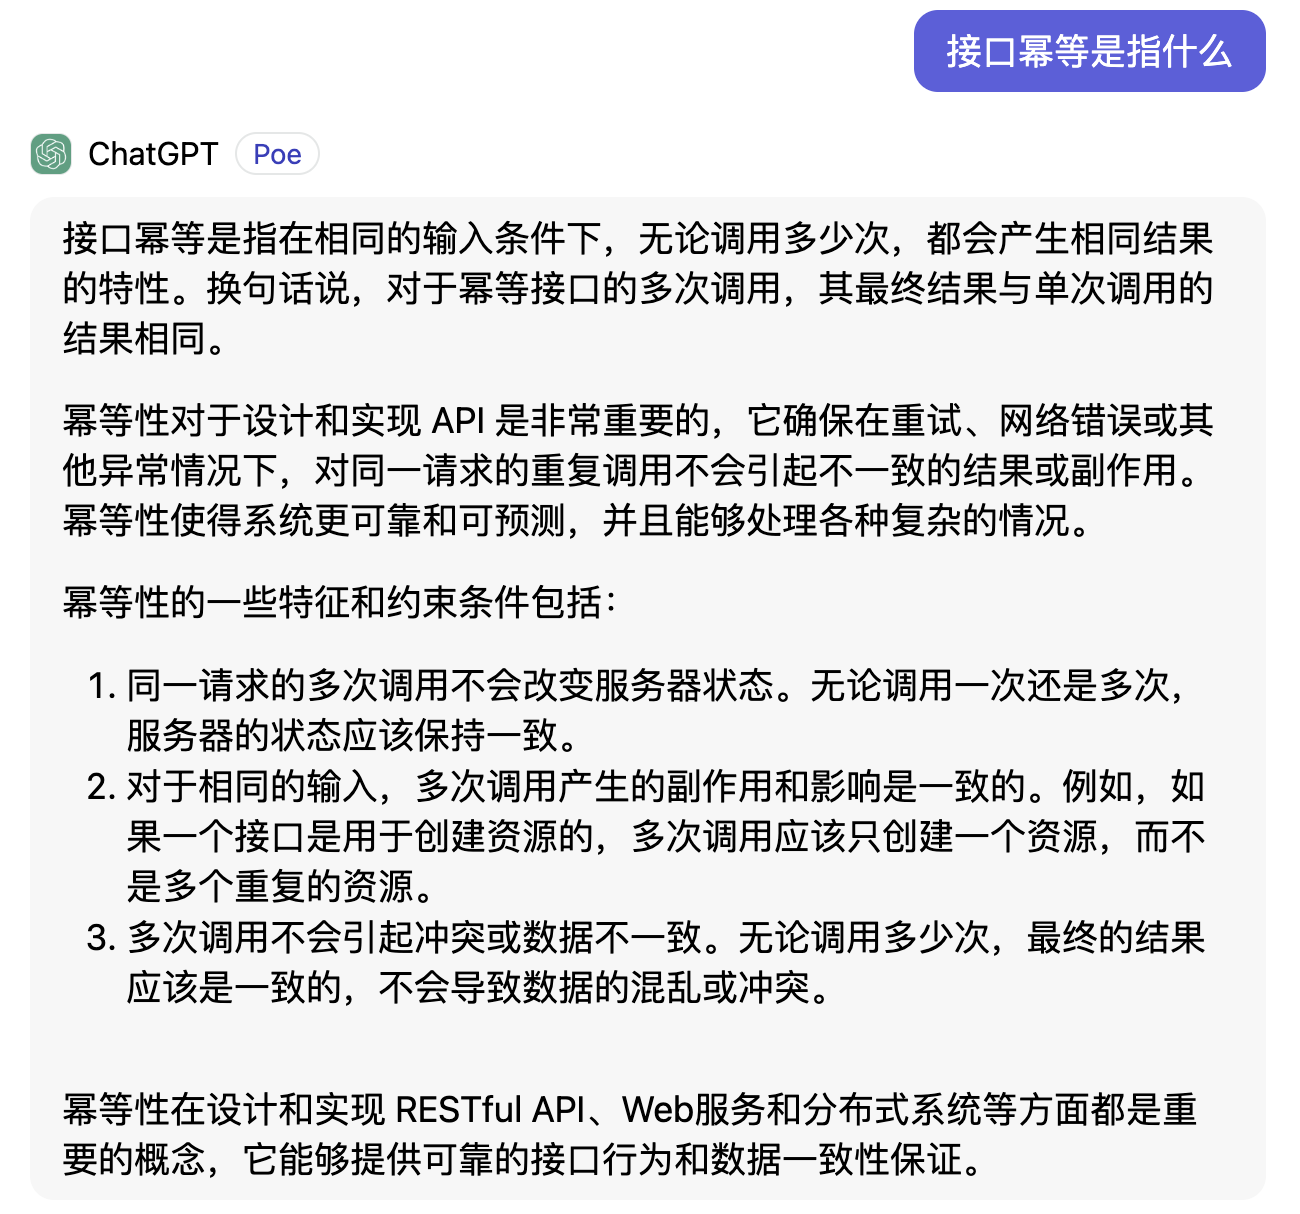 接口幂等是指什么
ChatGPT Poe
接口幂等是指在相同的输入条件下，无论调用多少次，都会产生相同结果
的特性。换句话说，对于幂等接口的多次调用，其最终结果与单次调用的
结果相同。
幂等性对于设计和实现 API 是非常重要的，它确保在重试、网络错误或其
他异常情况下，对同一请求的重复调用不会引起不一致的结果或副作用。
幂等性使得系统更可靠和可预测，并且能够处理各种复杂的情况。
幂等性的一些特征和约束条件包括：
1. 同一请求的多次调用不会改变服务器状态。无论调用一次还是多次，
服务器的状态应该保持一致。
2. 对于相同的输入，多次调用产生的副作用和影响是一致的。例如，如
果一个接口是用于创建资源的，多次调用应该只创建一个资源，而不
是多个重复的资源。
3. 多次调用不会引起冲突或数据不一致。无论调用多少次，最终的结果
应该是一致的，不会导致数据的混乱或冲突。
幂等性在设计和实现 RESTful API、Web服务和分布式系统等方面都是重
要的概念，它能够提供可靠的接口行为和数据一致性保证。